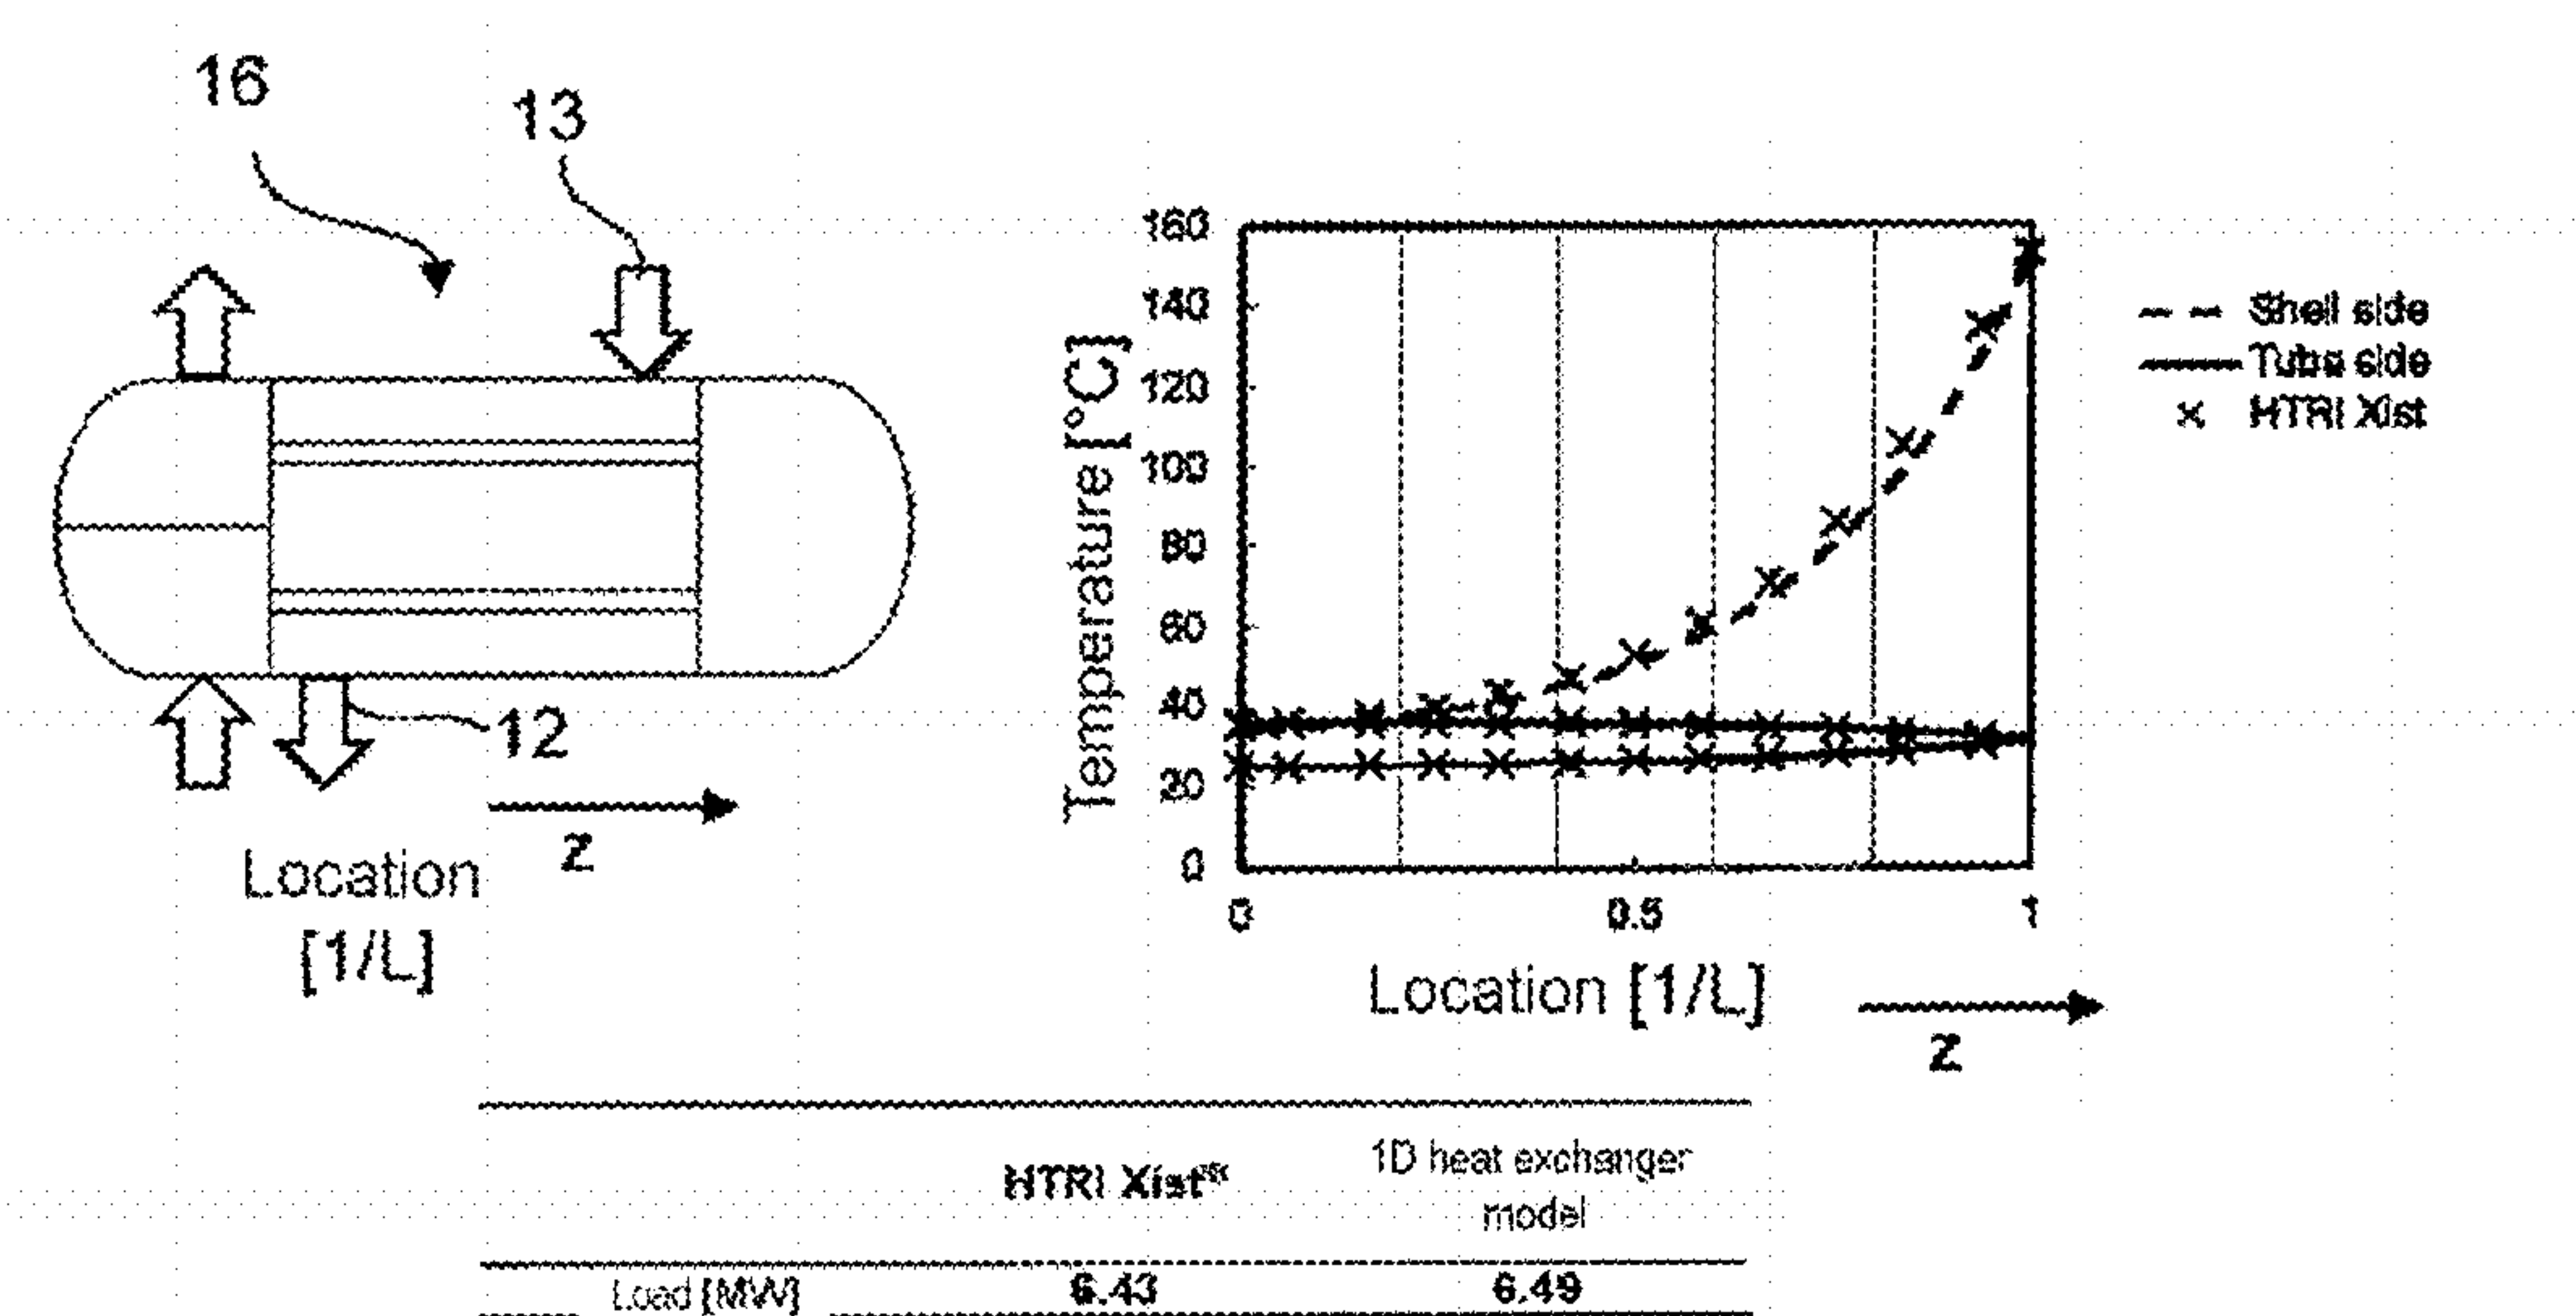 16
13
12
z
Location
[1/L]
Temperature [°C]
160
140
120
100
80
60
40
20
0
0
0.5
1
Location [1/L]
z
Shell side
Tube side
× HTRI Xist
HTRI Xist®
1D heat exchanger
model
Load [MW] 6.43 6.49